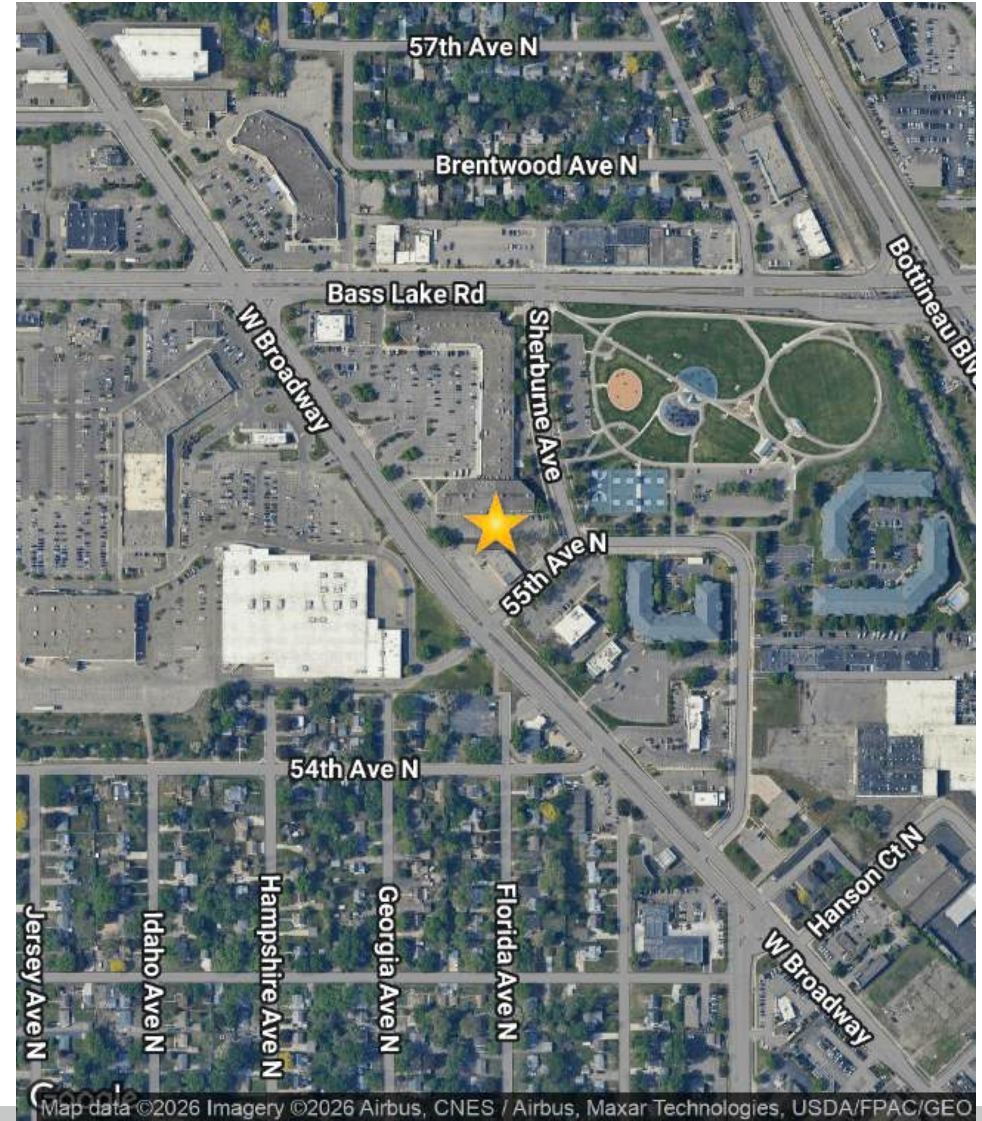 57th Ave N
Brentwood Ave N
Bottineau Blvd
Bass Lake Rd
W Broadway
Sherburne Ave
55th Ave N
54th Ave N
Hanson Ct N
Jersey Ave N
Idaho Ave N
Hampshire Ave N
Georgia Ave N
Florida Ave N
W Broadway
Google
Map data ©2026 Imagery ©2026 Airbus, CNES / Airbus, Maxar Technologies, USDA/FPAC/GEO